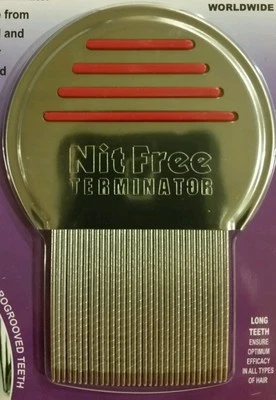 WORLDWIDE
e from
l and
d
Nit Free
TERMINATOR
LONG
TEETH
ENSURE
OPTIMUM
EFFICACY
IN ALL TYPES
OF HAIR
ROGROOVED TEETH